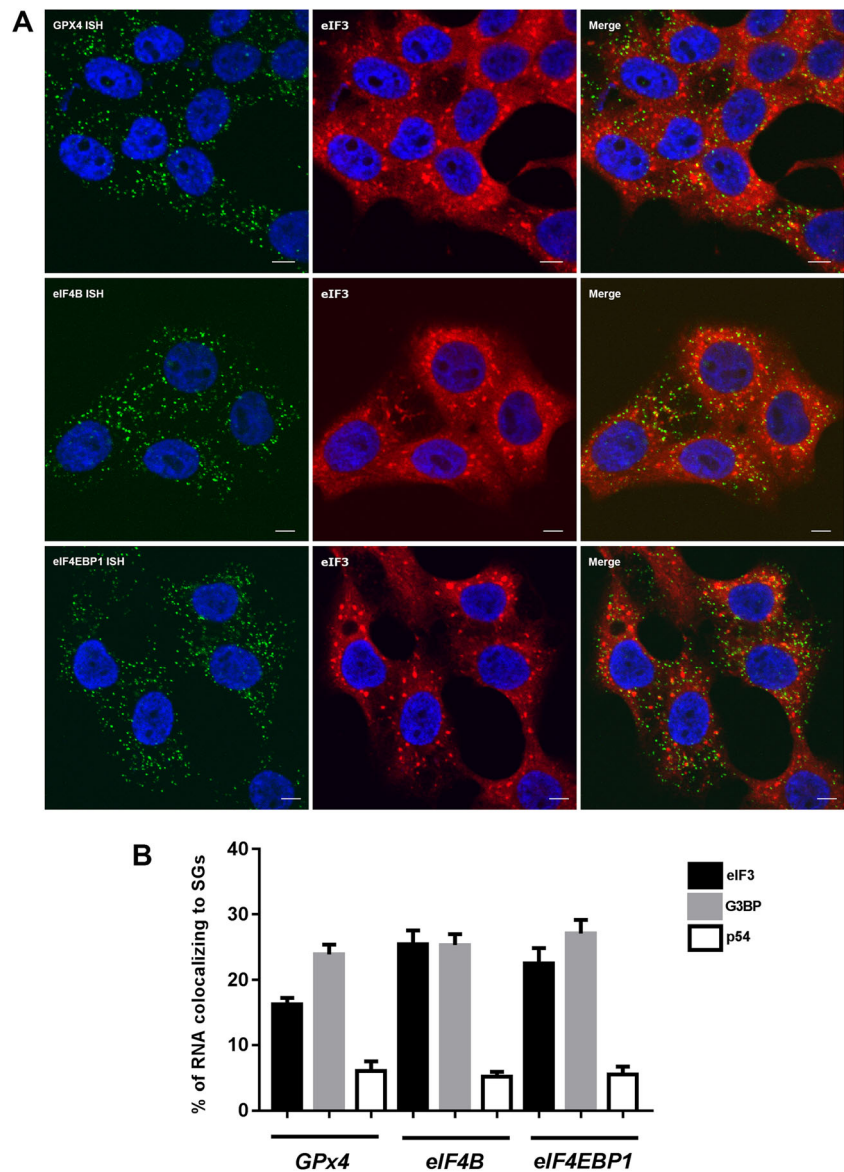 A
GPX4 ISH
eIF3
Merge
eIF4B ISH
eIF3
Merge
eIF4EBP1 ISH
eIF3
Merge
B
% of RNA colocalizing to SGs
40
30
20
10
0
GPx4
eIF4B
eIF4EBP1
eIF3
G3BP
p54